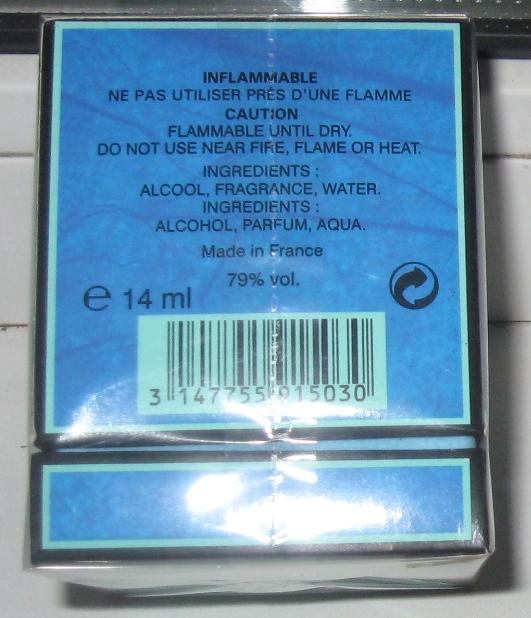 INFLAMMABLE
NE PAS UTILISER PRÉS D'UNE FLAMME
CAUTION
FLAMMABLE UNTIL DRY.
DO NOT USE NEAR FIRE, FLAME OR HEAT.
INGREDIENTS :
ALCOOL, FRAGRANCE, WATER.
INGREDIENTS :
ALCOHOL, PARFUM, AQUA.
Made in France
79% vol.
℮ 14 ml
3 147755 915030